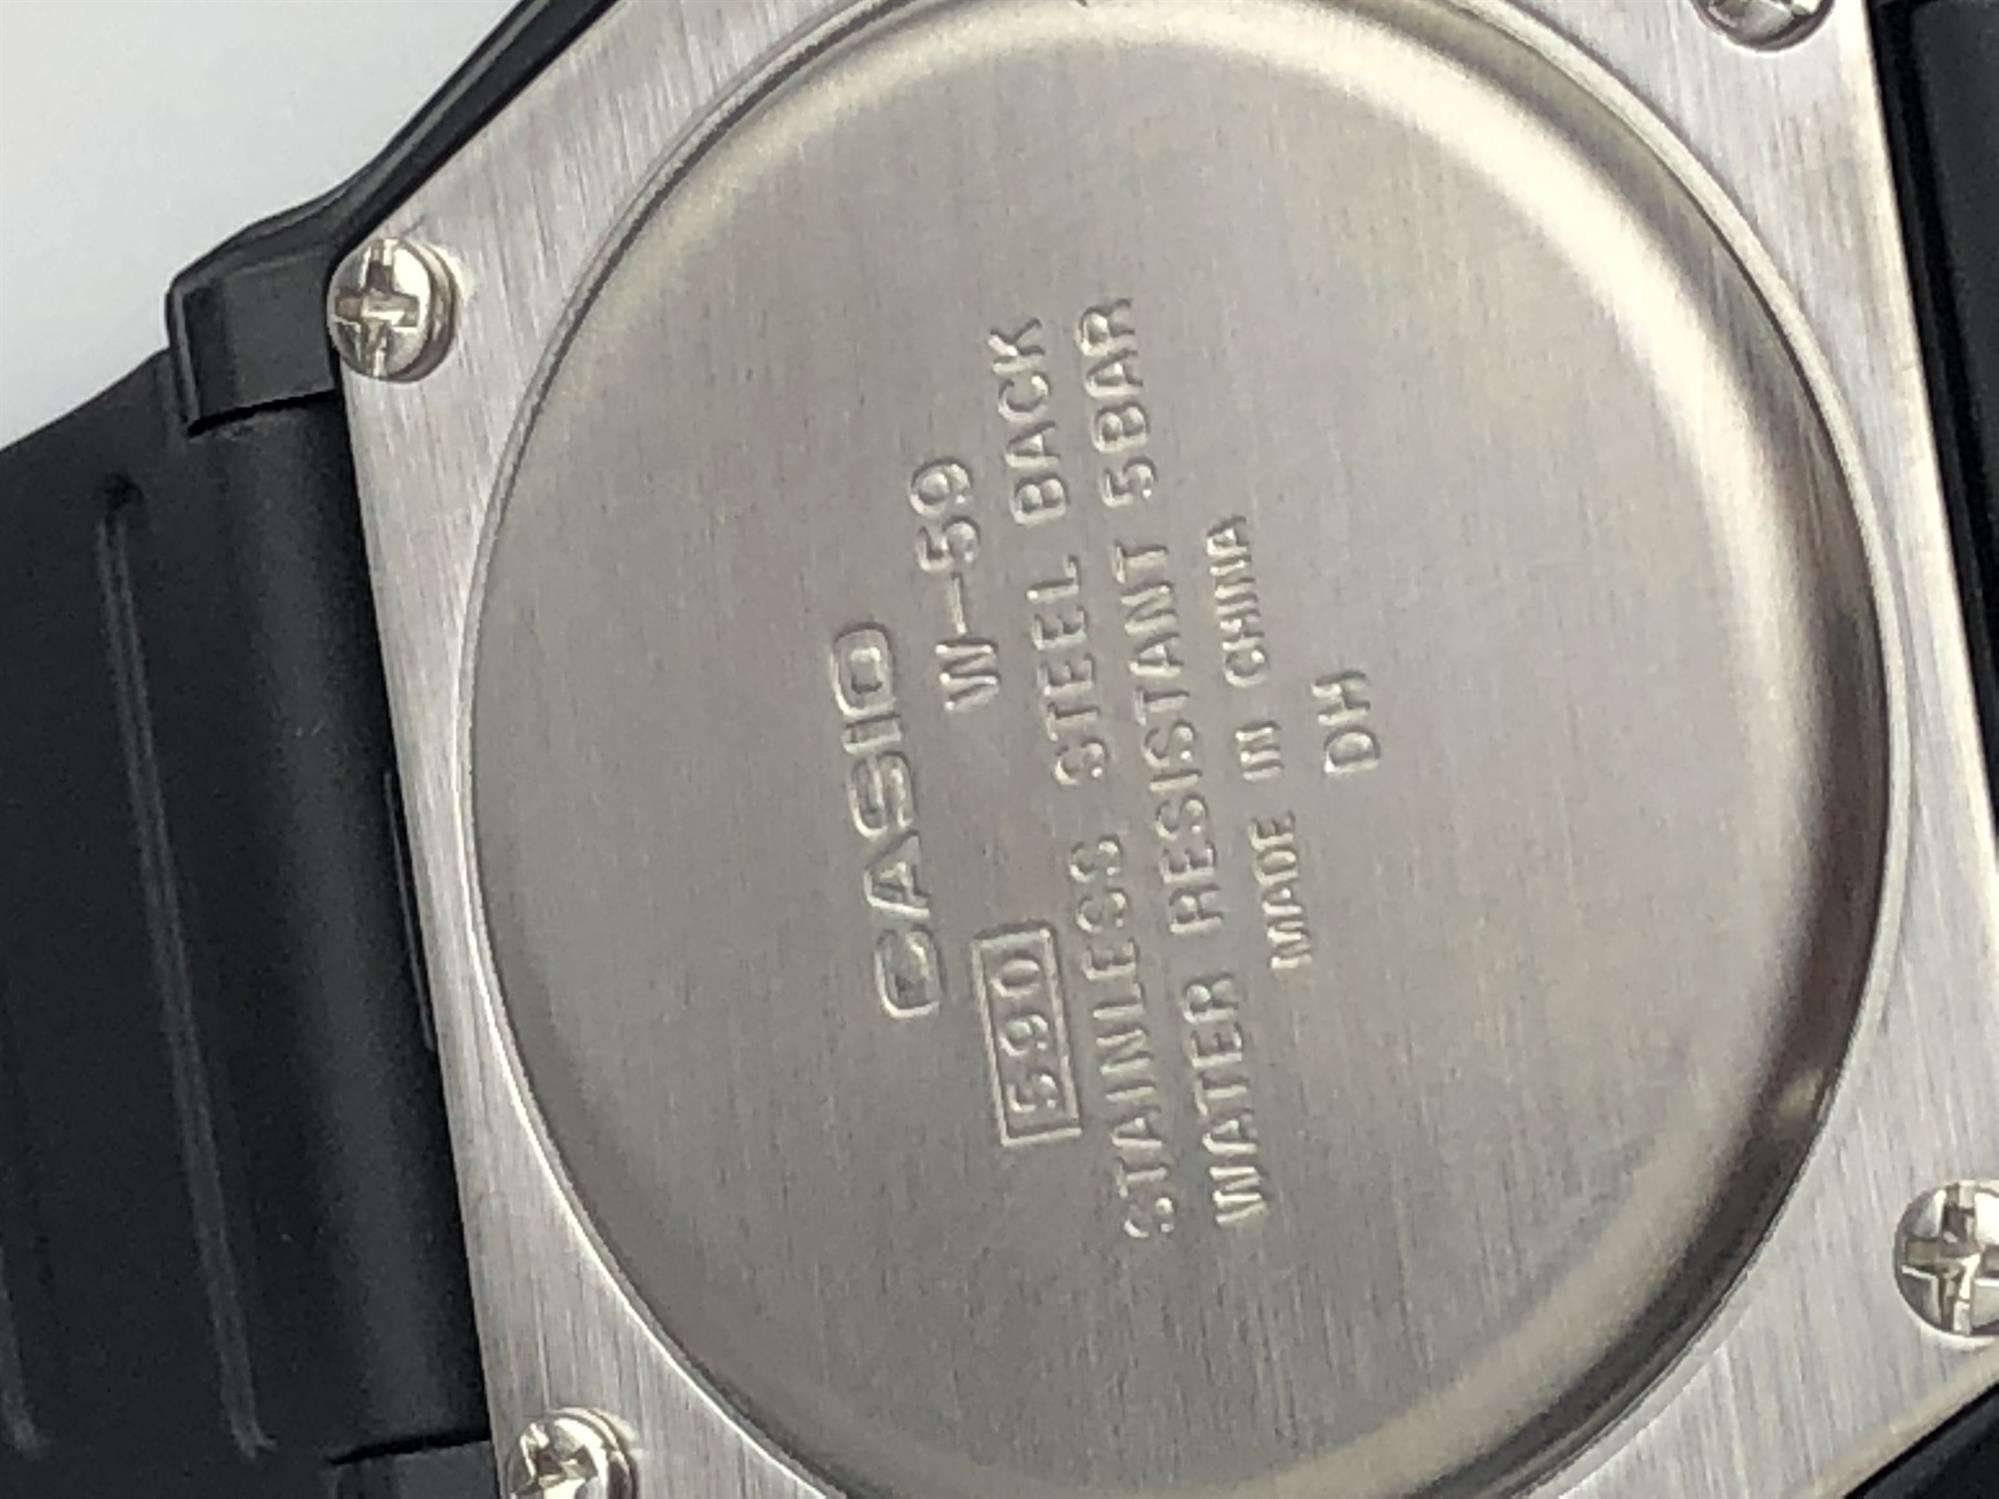 CASIO
590 W-59
STAINLESS STEEL BACK
WATER RESISTANT 5BAR
MADE IN CHINA
DH